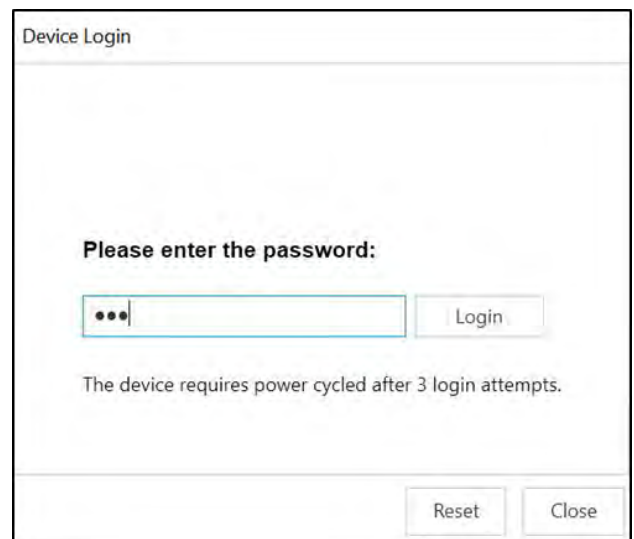 Device Login
Please enter the password:
●●●
Login
The device requires power cycled after 3 login attempts.
Reset
Close